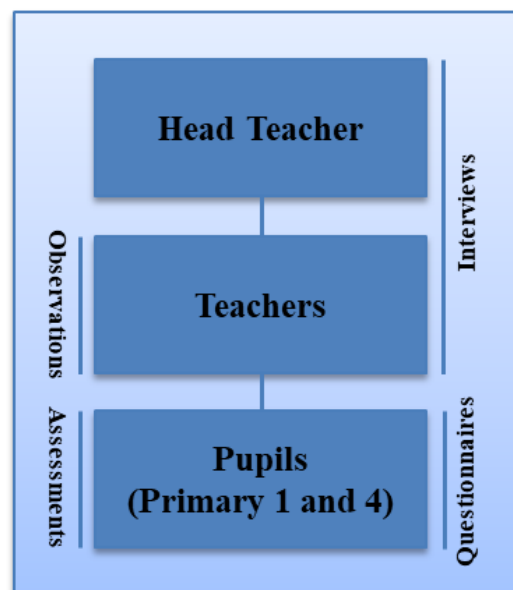 Head Teacher
Interviews
Observations
Teachers
Assessments
Pupils
(Primary 1 and 4)
Questionnaires